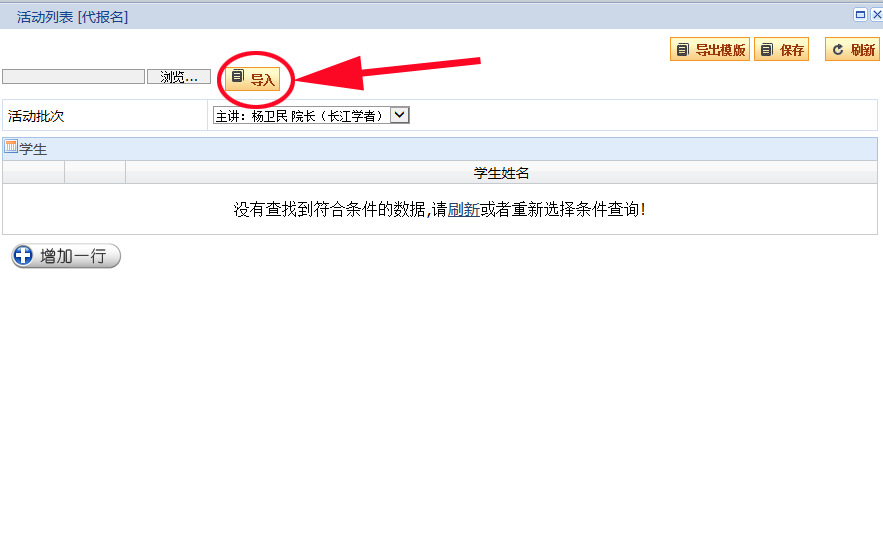 活动列表 [代报名]
导出模版 保存 刷新
浏览... 导入
活动批次 主讲：杨卫民 院长（长江学者）
学生
学生姓名
没有查找到符合条件的数据,请刷新或者重新选择条件查询!
增加一行